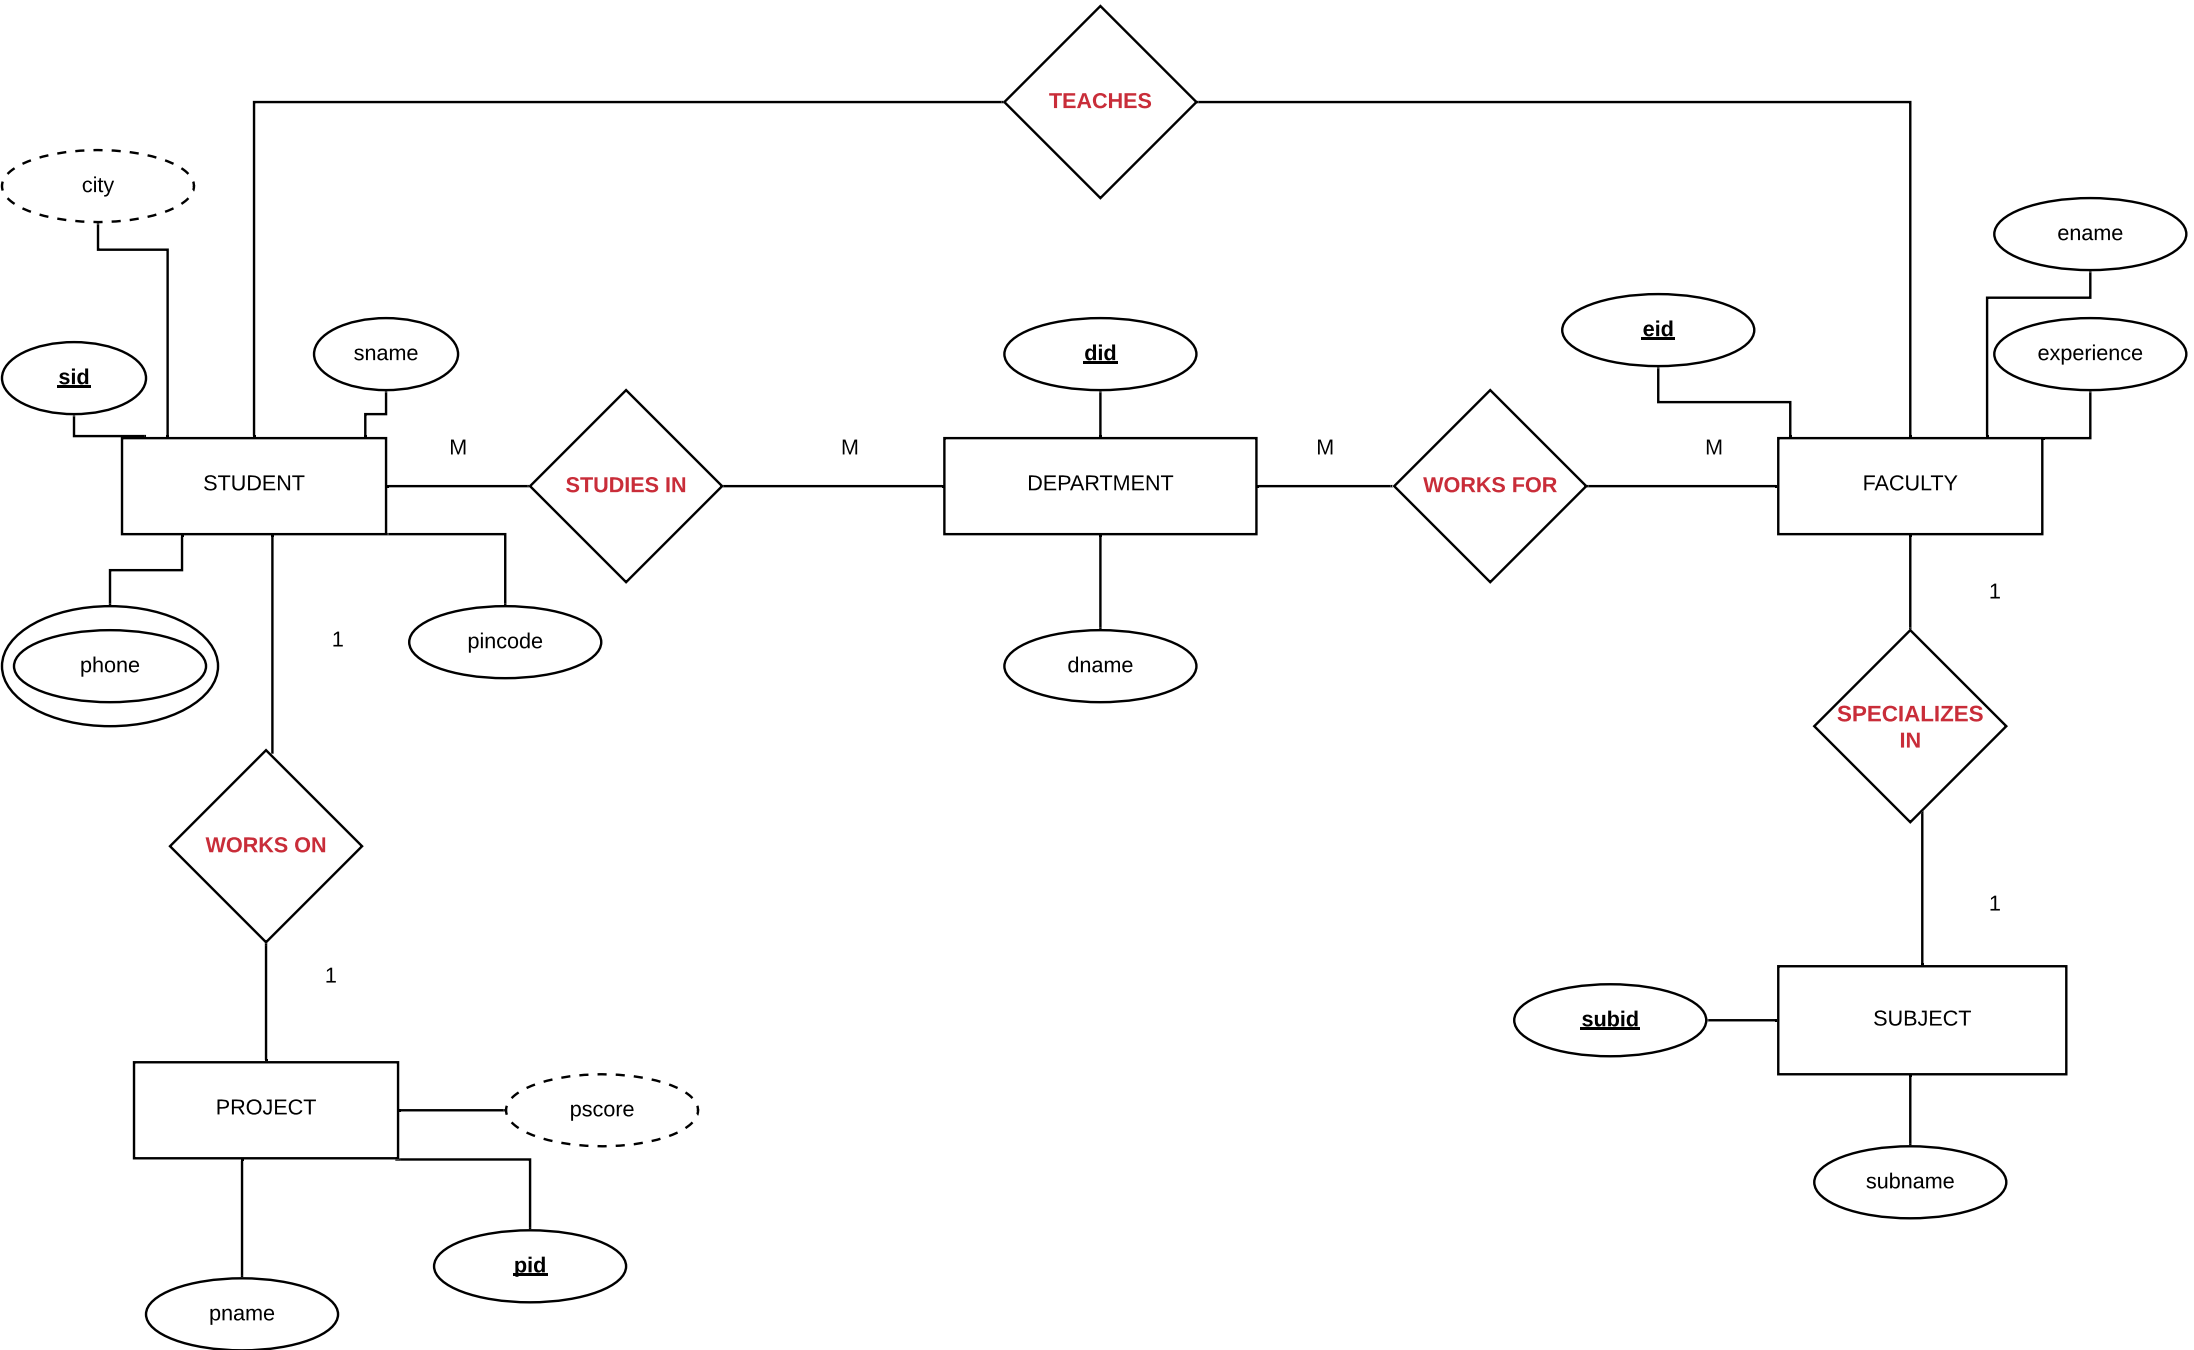 TEACHES
city
ename
eid
sid
sname
did
experience
M
M
M
M
STUDENT
STUDIES IN
DEPARTMENT
WORKS FOR
FACULTY
1
1
pincode
phone
dname
SPECIALIZES
IN
WORKS ON
1
1
subid
SUBJECT
PROJECT
pscore
subname
pid
pname